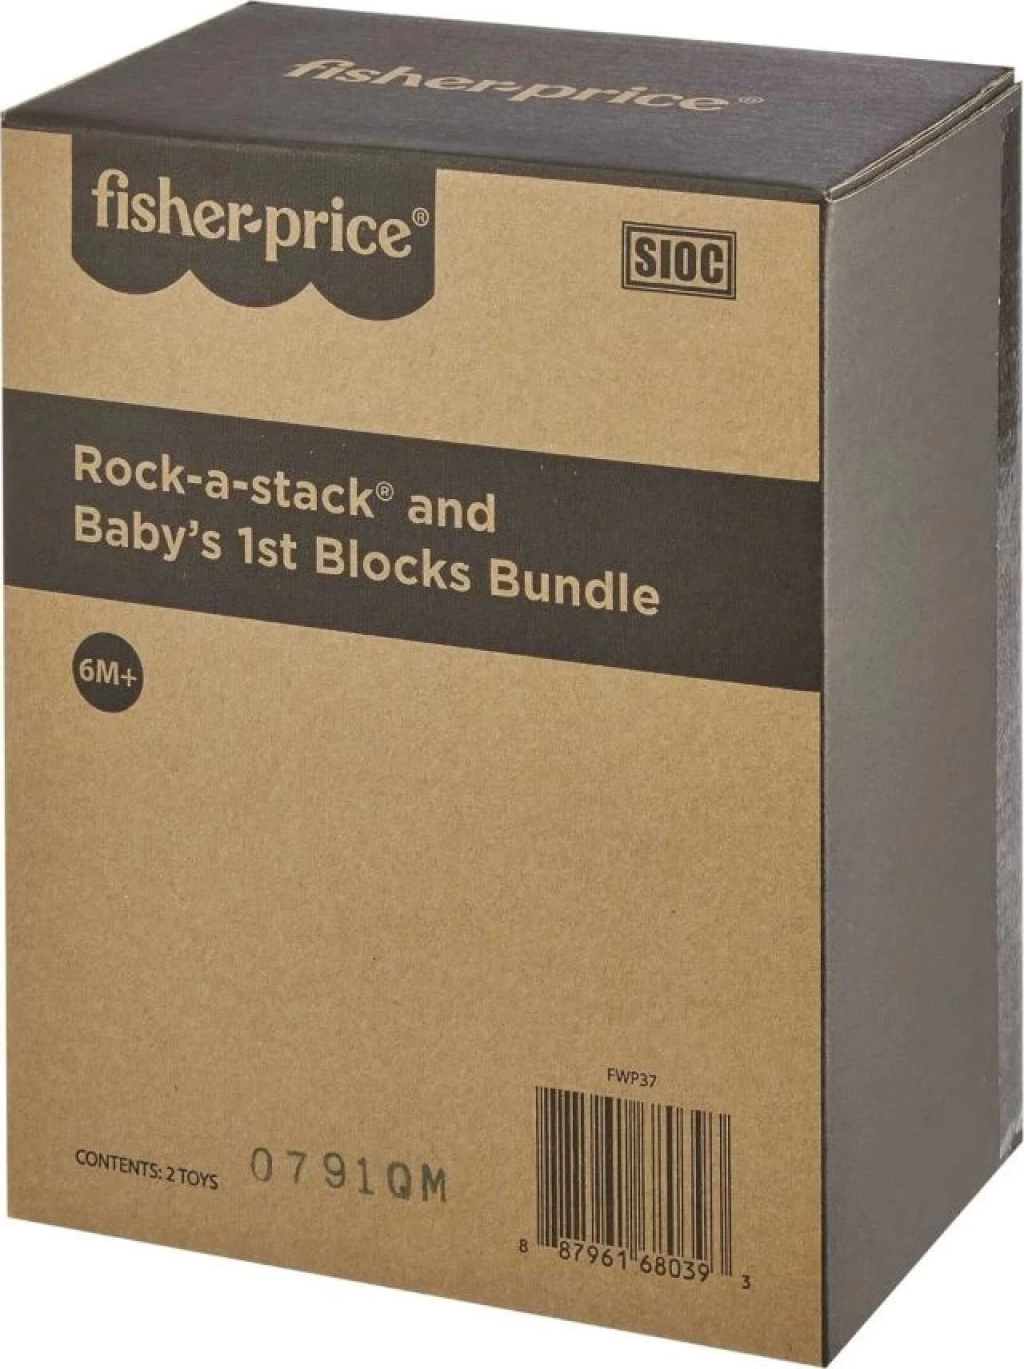 fisher-price®
fisher-price®
SIOC
Rock-a-stack® and
Baby's 1st Blocks Bundle
6M+
FWP37
CONTENTS: 2 TOYS
0791QM
8 87961 68039 3